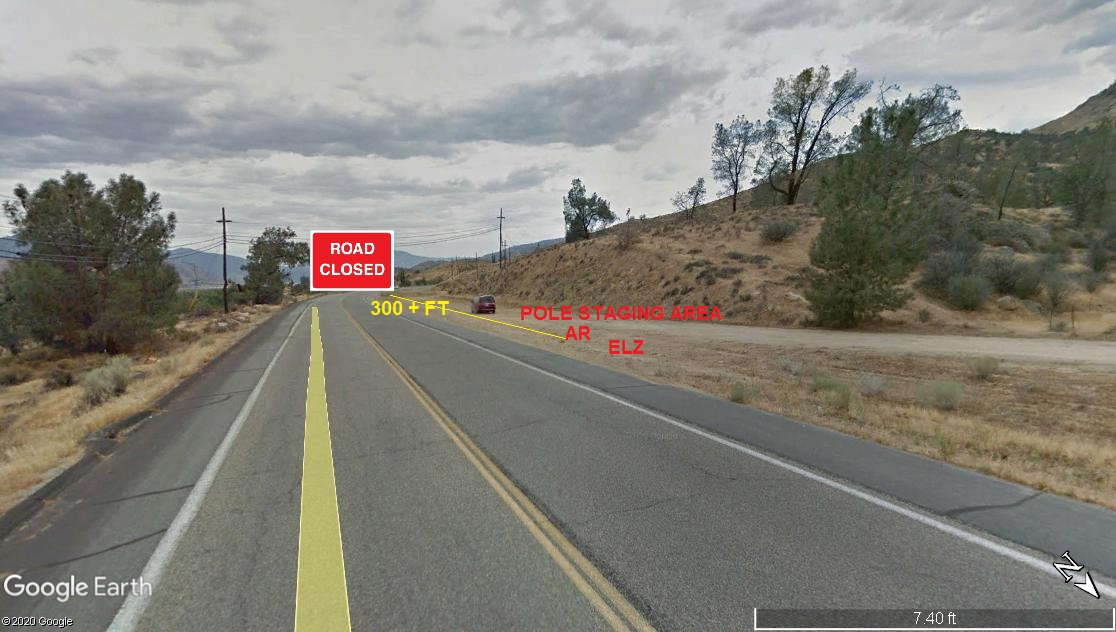 ROAD
CLOSED
300 + FT
POLE STAGING AREA
AR
ELZ
N
Google Earth
©2020 Google
7.40 ft